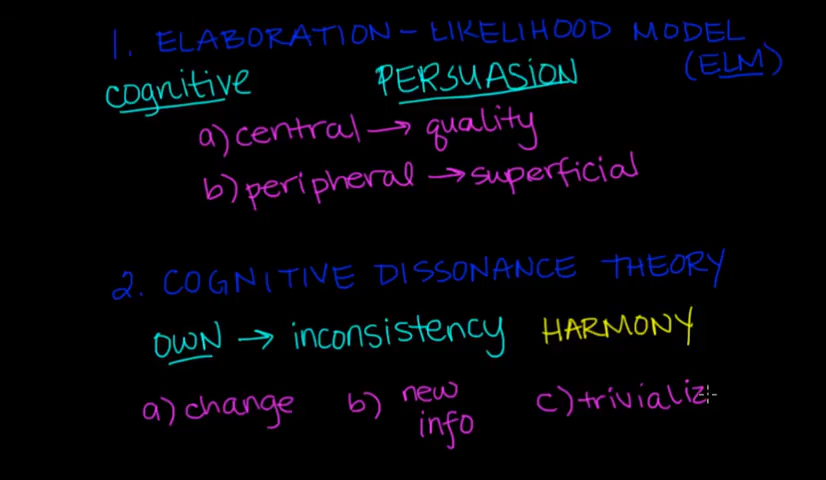 1. ELABORATION - LIKELIHOOD MODEL
(ELM)
cognitive PERSUASION
a) central → quality
b) peripheral → superficial
2. COGNITIVE DISSONANCE THEORY
OWN → inconsistency HARMONY
a) change b) new info c) trivializ